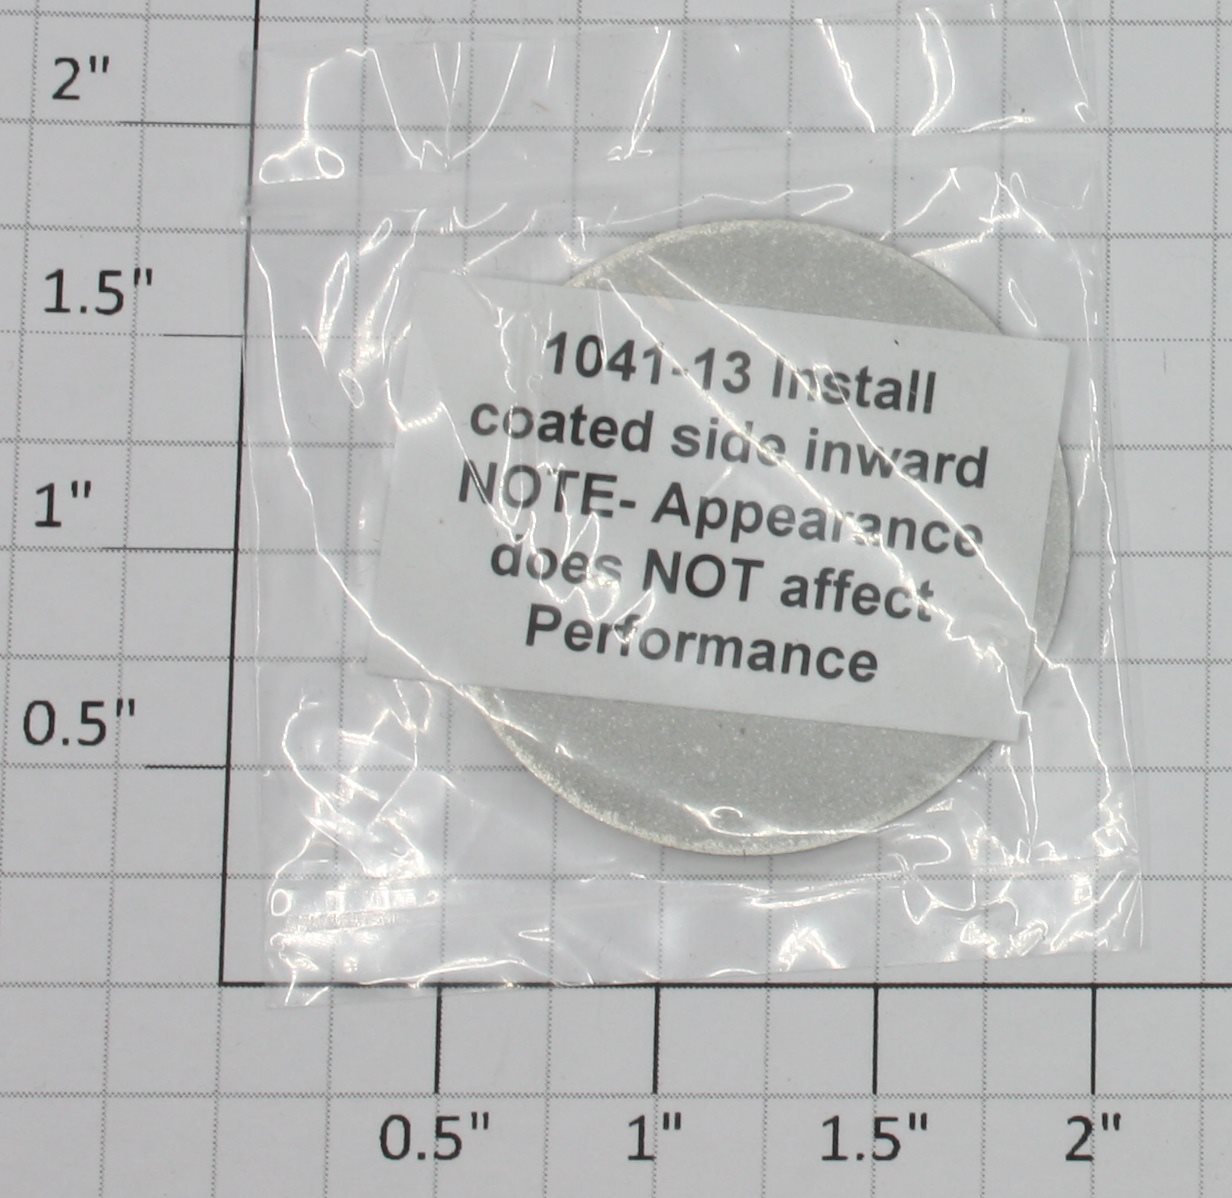 2"
1.5"
1"
0.5"
1041-13 Install
coated side inward
NOTE- Appearance
does NOT affect
Performance
0.5" 1" 1.5" 2"